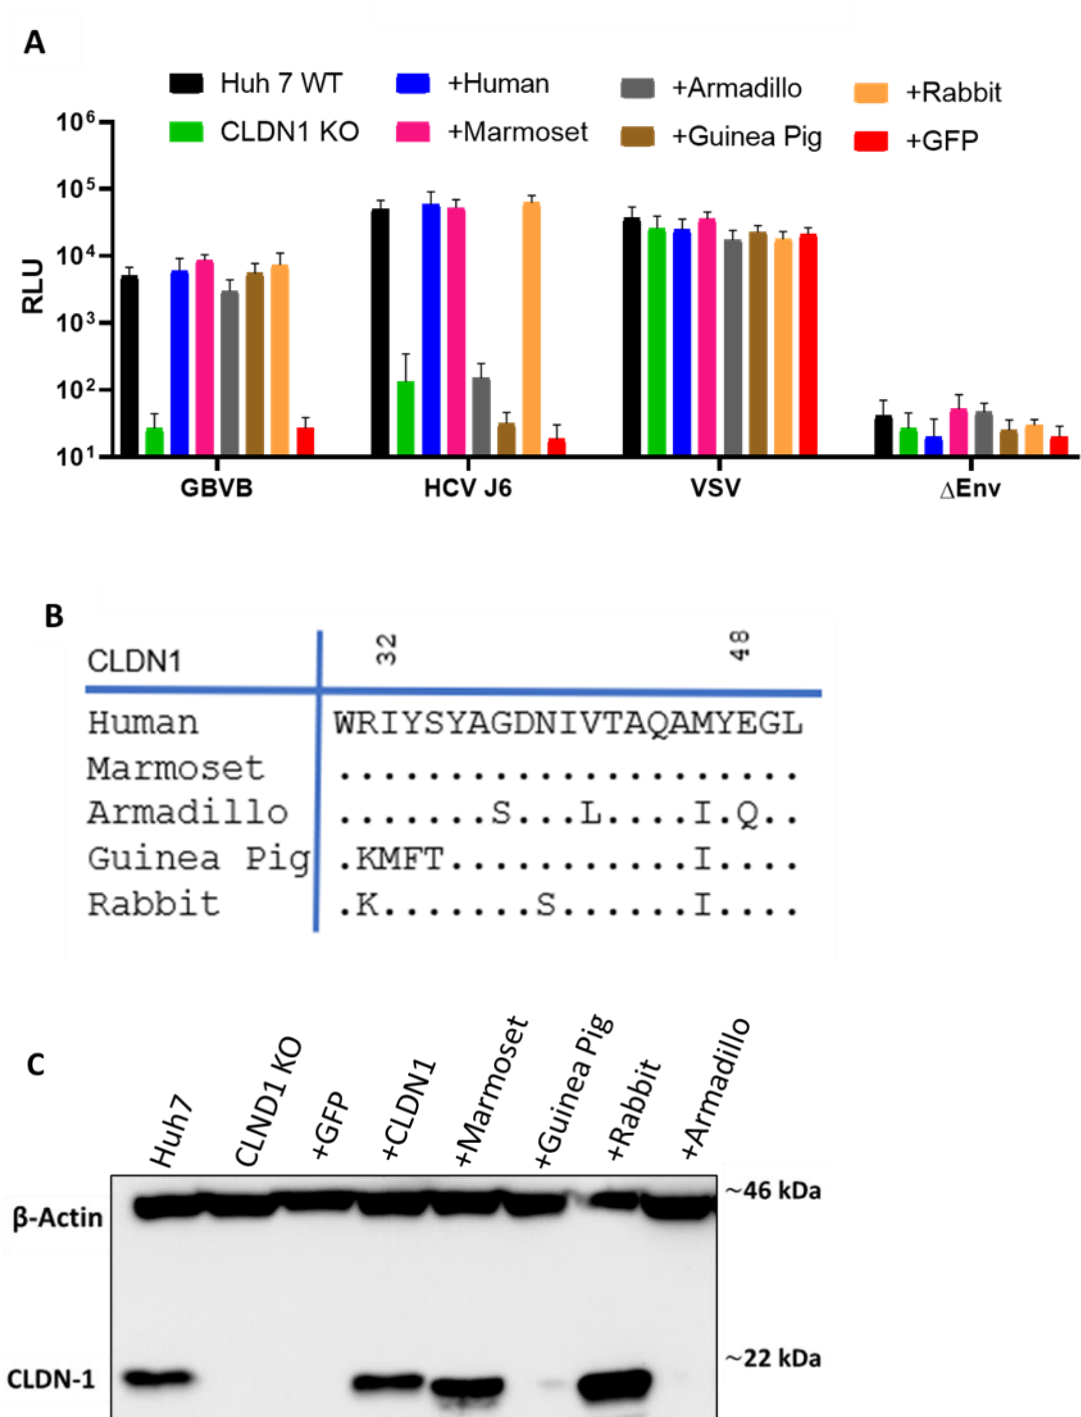 A
Huh 7 WT
+Human
+Armadillo
+Rabbit
CLDN1 KO
+Marmoset
+Guinea Pig
+GFP
RLU
10⁶
10⁵
10⁴
10³
10²
10¹
GBVB HCV J6 VSV ΔEnv
B
CLDN1 32 48
Human WRIYSYAGDNIVTAQAMYEGL
Marmoset .....................
Armadillo .......S...L....I.Q..
Guinea Pig .KMFT...........I....
Rabbit .K.......S......I....
C
Huh7 CLND1 KO +GFP +CLDN1 +Marmoset +Guinea Pig +Rabbit +Armadillo
β-Actin ~46 kDa
~22 kDa
CLDN-1